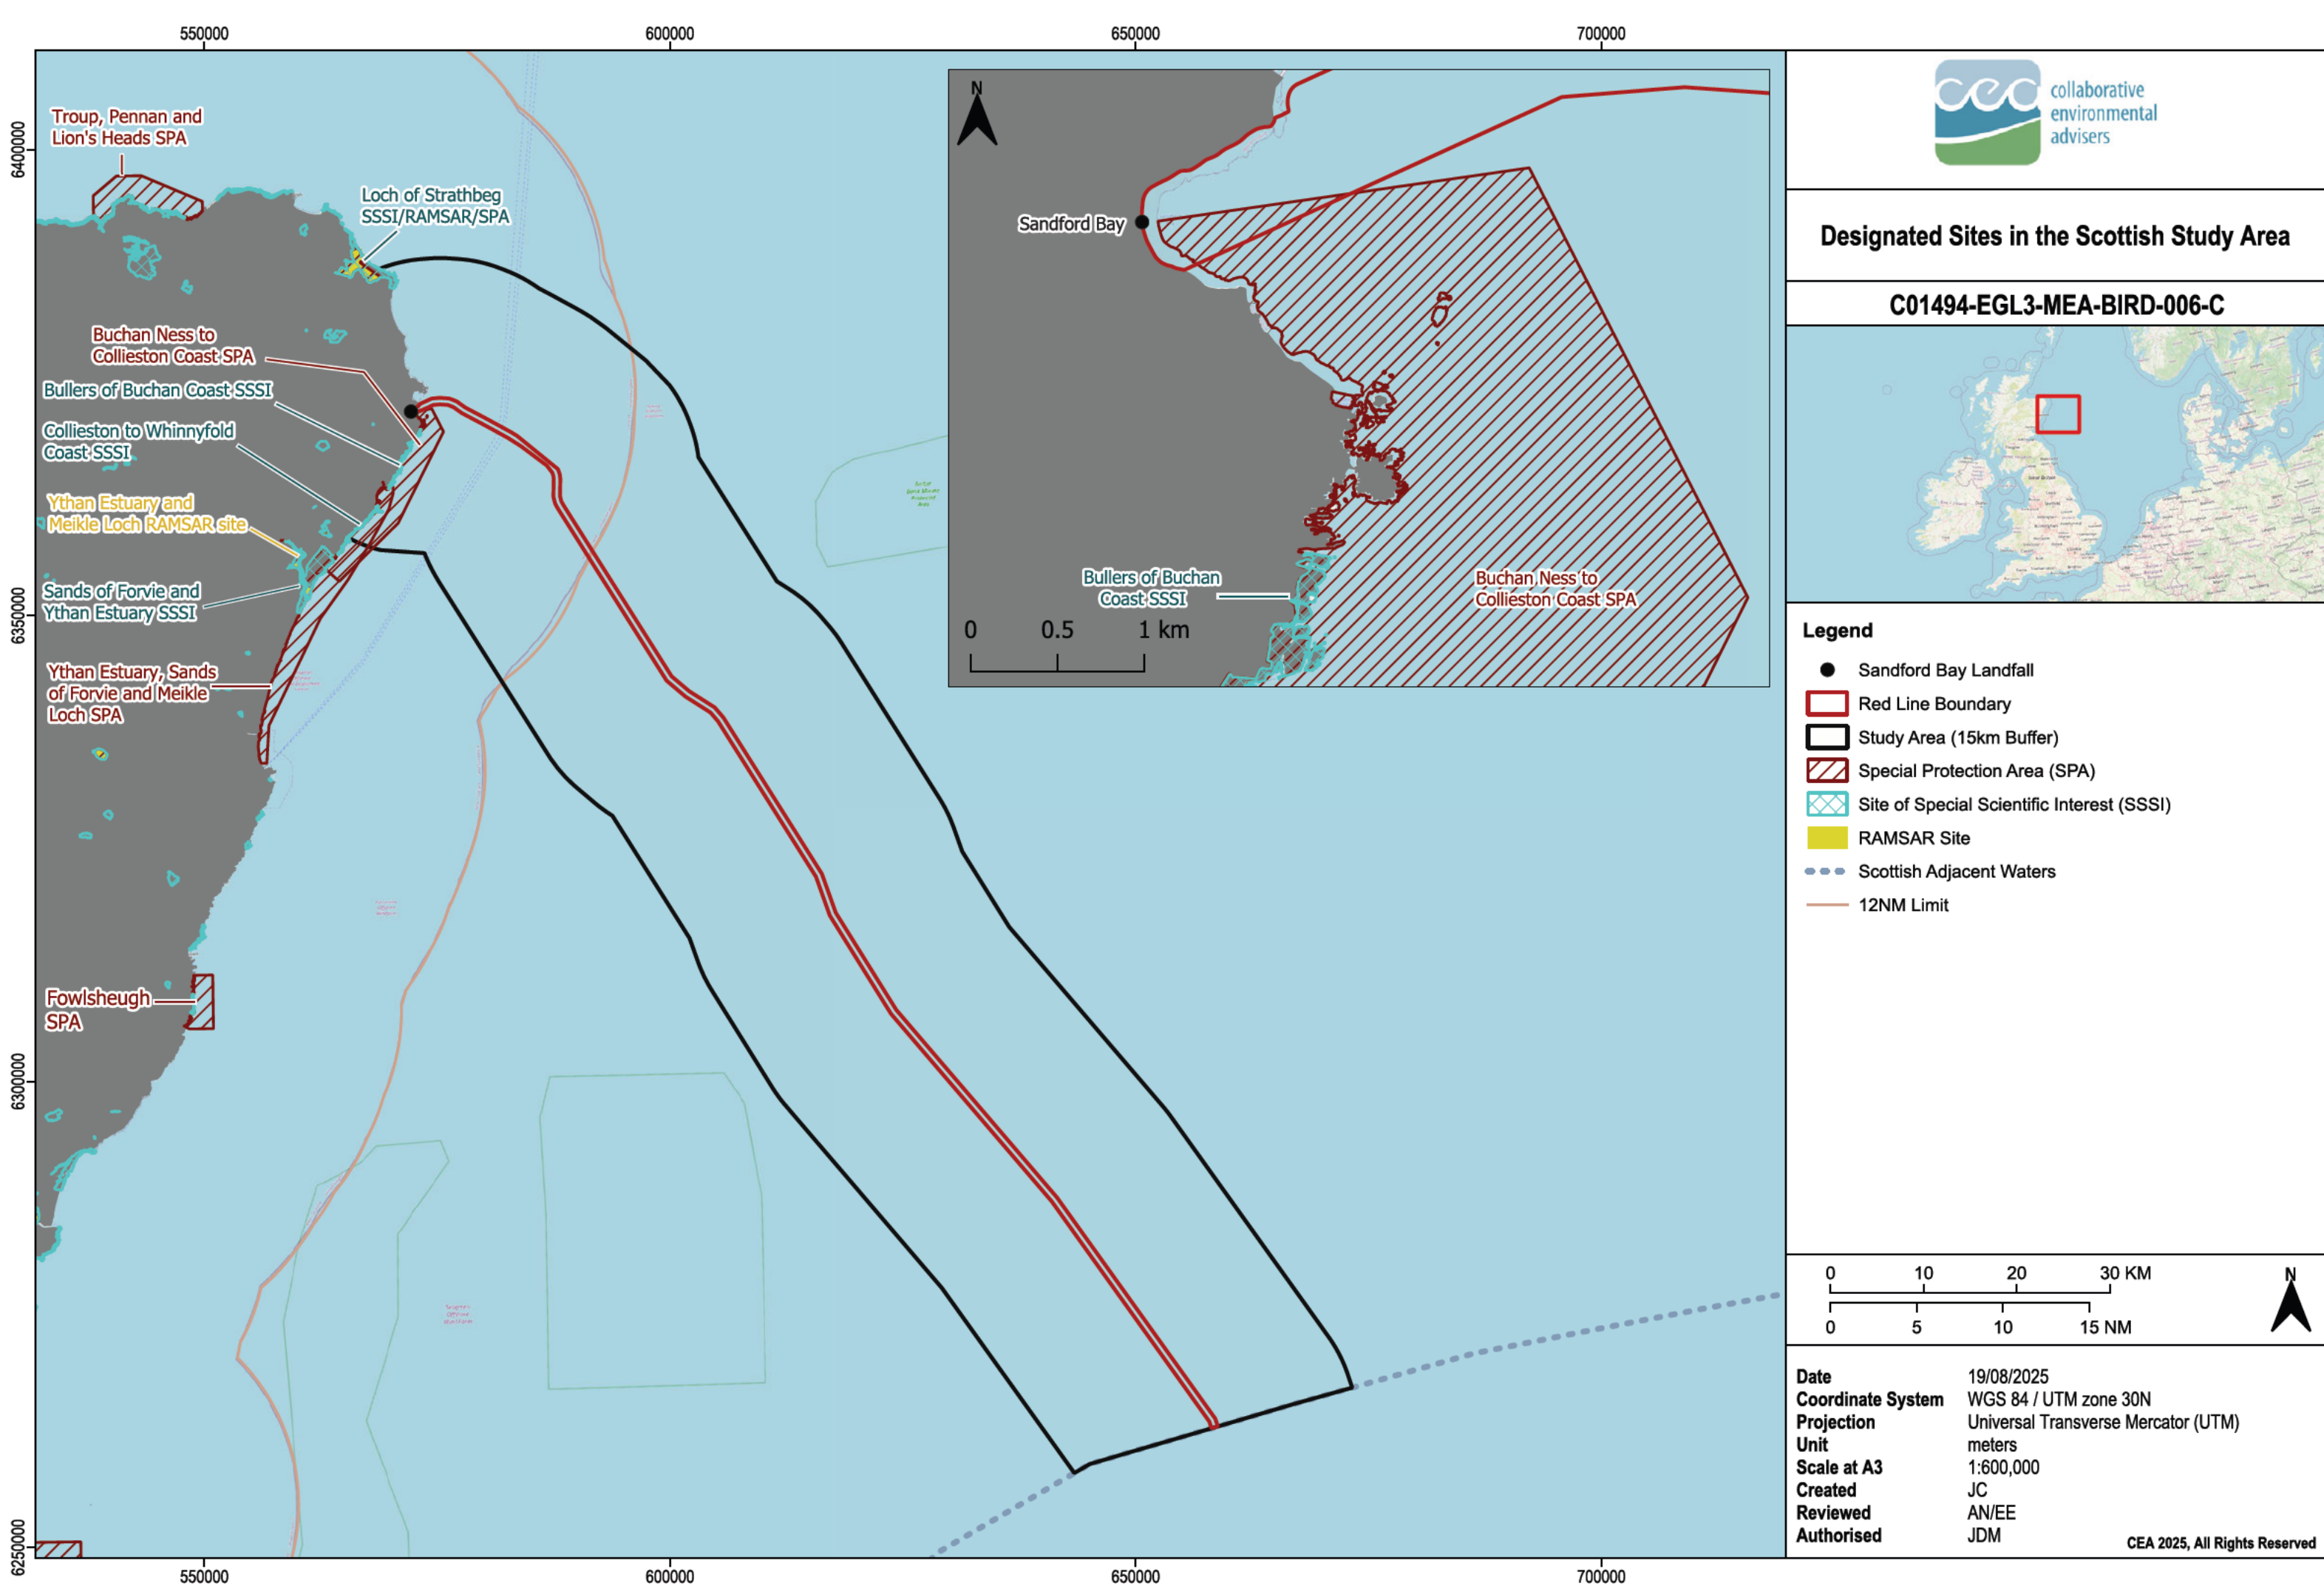 550000
600000
650000
700000
6400000
6350000
6300000
6250000
550000
600000
650000
700000
Troup, Pennan and
Lion's Heads SPA
Loch of Strathbeg
SSSI/RAMSAR/SPA
Buchan Ness to
Collieston Coast SPA
Bullers of Buchan Coast SSSI
Collieston to Whinnyfold
Coast SSSI
Ythan Estuary and
Meikle Loch RAMSAR site
Sands of Forvie and
Ythan Estuary SSSI
Ythan Estuary, Sands
of Forvie and Meikle
Loch SPA
Fowlsheugh
SPA
N
Sandford Bay
Bullers of Buchan
Coast SSSI
Buchan Ness to
Collieston Coast SPA
0 0.5 1 km
cea
collaborative
environmental
advisers
Designated Sites in the Scottish Study Area
C01494-EGL3-MEA-BIRD-006-C
Legend
Sandford Bay Landfall
Red Line Boundary
Study Area (15km Buffer)
Special Protection Area (SPA)
Site of Special Scientific Interest (SSSI)
RAMSAR Site
Scottish Adjacent Waters
12NM Limit
0 10 20 30 KM
0 5 10 15 NM
N
Date 19/08/2025
Coordinate System WGS 84 / UTM zone 30N
Projection Universal Transverse Mercator (UTM)
Unit meters
Scale at A3 1:600,000
Created JC
Reviewed AN/EE
Authorised JDM
CEA 2025, All Rights Reserved